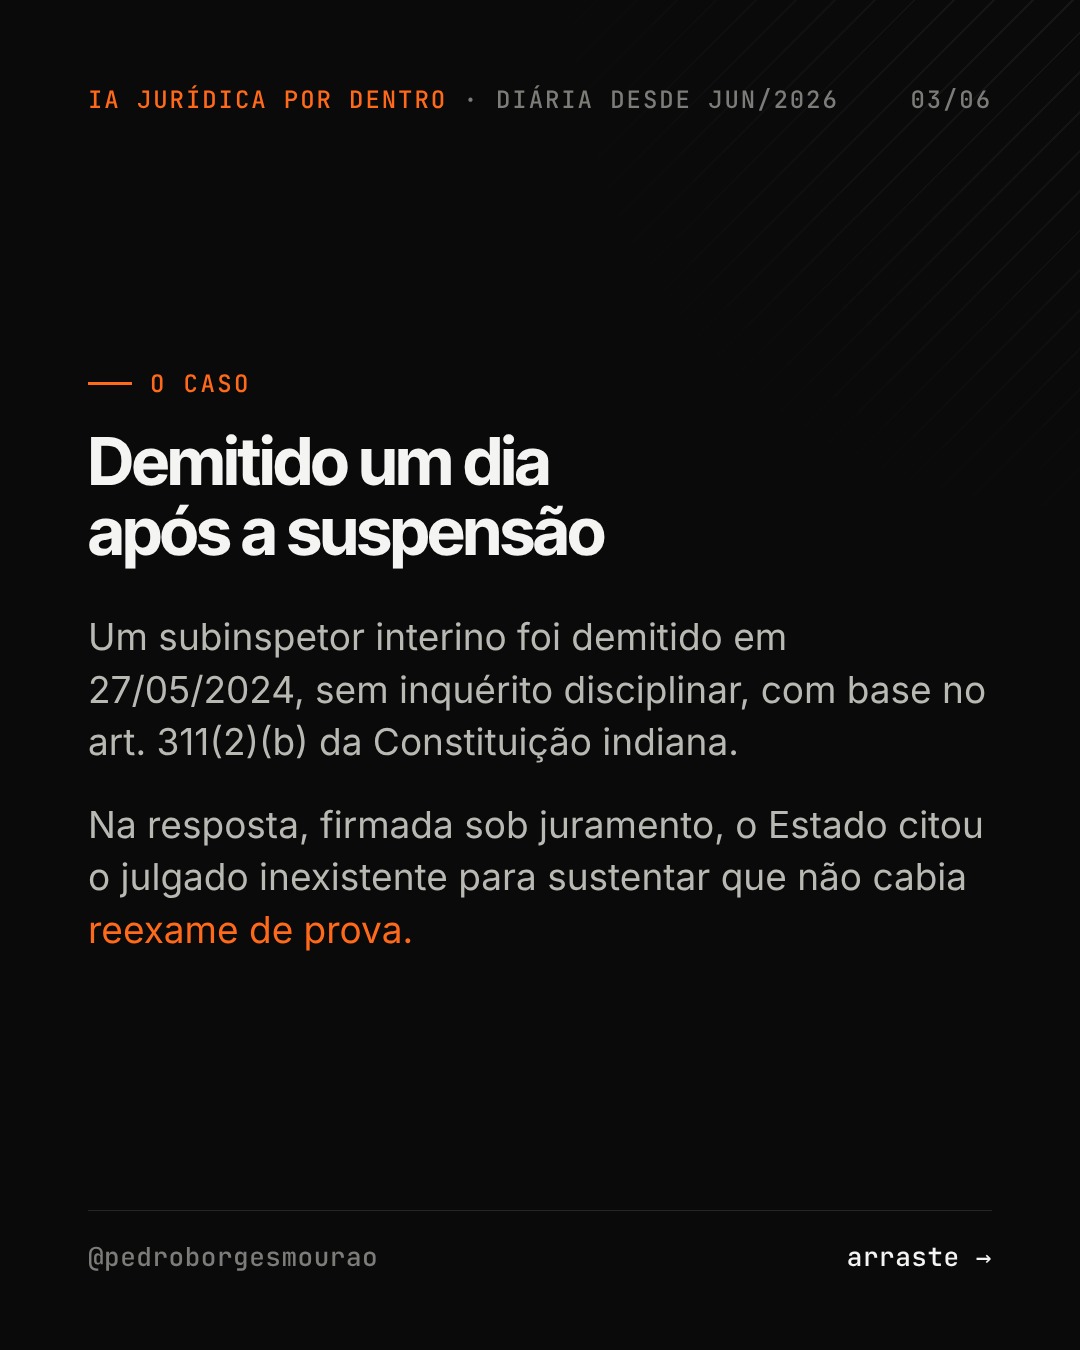 IA JURÍDICA POR DENTRO · DIÁRIA DESDE JUN/2026 03/06
O CASO
Demitido um dia
após a suspensão
Um subinspetor interino foi demitido em
27/05/2024, sem inquérito disciplinar, com base no
art. 311(2)(b) da Constituição indiana.
Na resposta, firmada sob juramento, o Estado citou
o julgado inexistente para sustentar que não cabia
reexame de prova.
@pedroborgesmourao arraste →